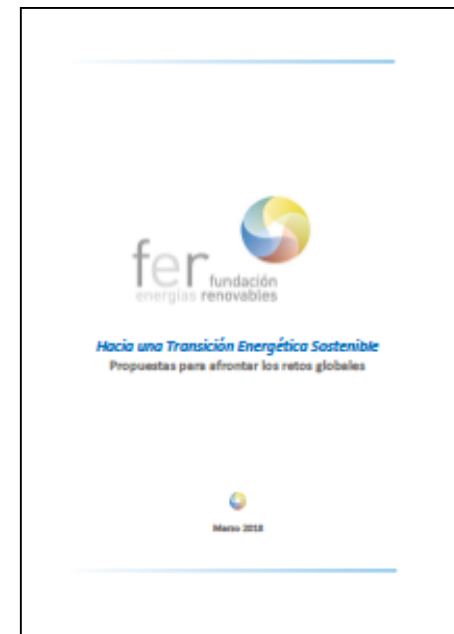 fer fundación
energías renovables
Hacia una Transición Energética Sostenible
Propuestas para afrontar los retos globales
Marzo 2018